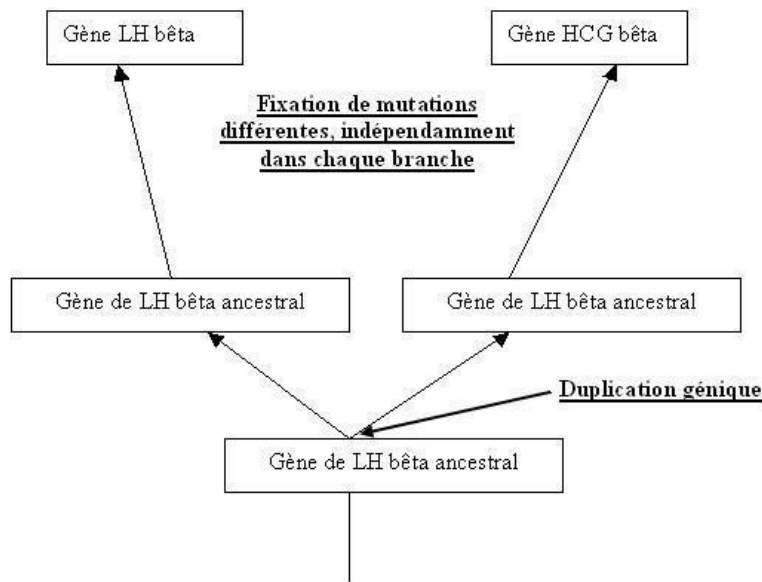 Gène LH bêta
Gène HCG bêta
Fixation de mutations
différentes, indépendamment
dans chaque branche
Gène de LH bêta ancestral
Gène de LH bêta ancestral
Duplication génique
Gène de LH bêta ancestral